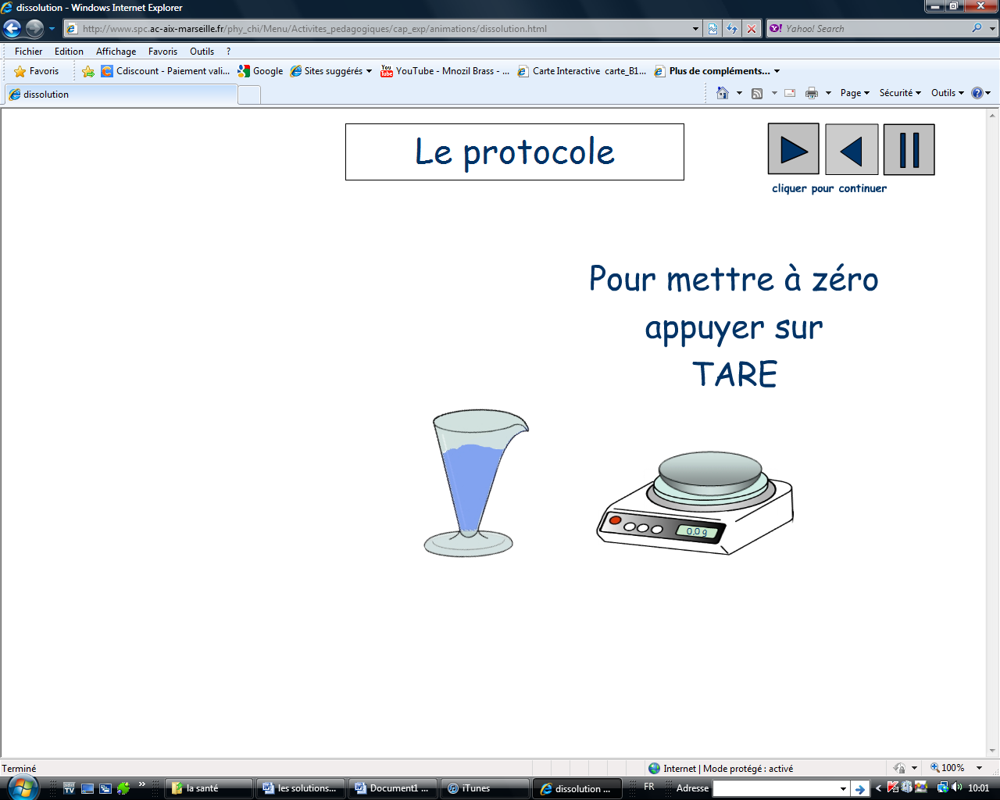 dissolution - Windows Internet Explorer
http://www.spc.ac-aix-marseille.fr/phy_chi/Menu/Activites_pedagogiques/cap_exp/animations/dissolution.html
Yahoo! Search
Fichier Edition Affichage Favoris Outils ?
Favoris Cdiscount - Paiement vali... Google Sites suggérés YouTube - Mnozil Brass - ... Carte Interactive carte_B1... Plus de compléments...
dissolution
Page Sécurité Outils
Le protocole
cliquer pour continuer
Pour mettre à zéro
appuyer sur
TARE
0,0 g
Terminé
Internet | Mode protégé : activé
100%
la santé
les solutions...
Document1 ...
iTunes
dissolution ...
FR
Adresse
10:01